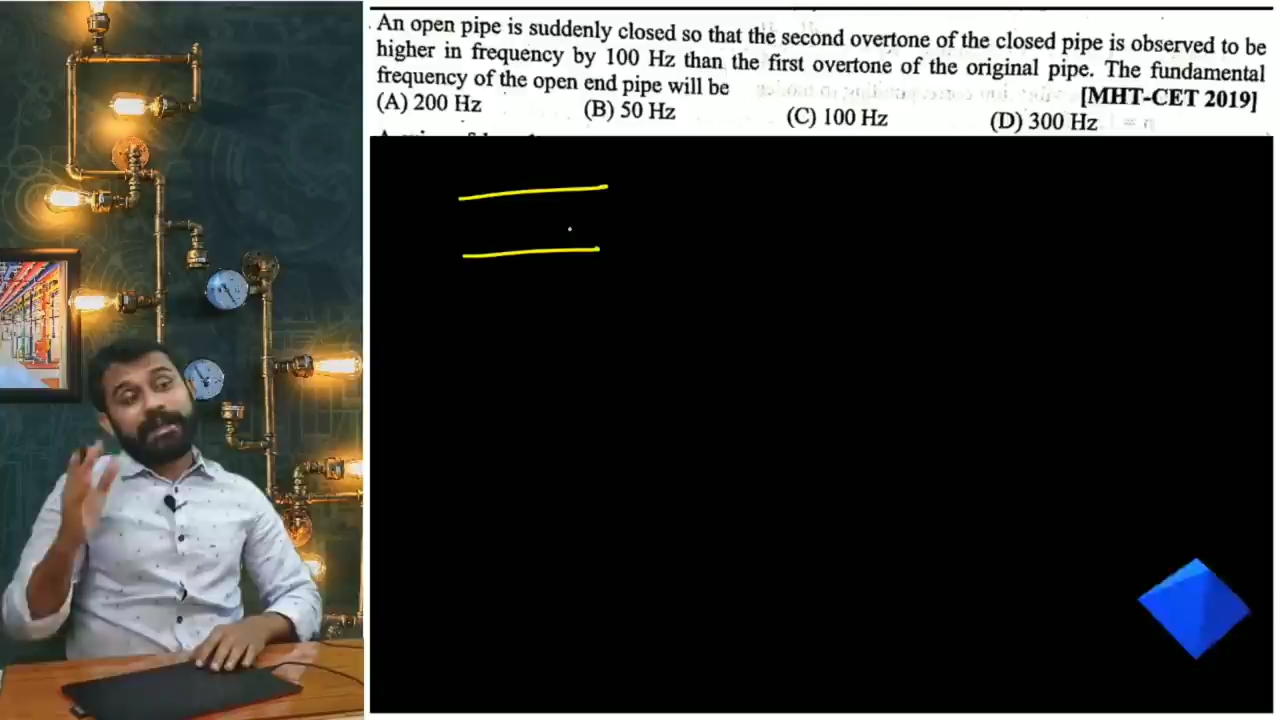 An open pipe is suddenly closed so that the second overtone of the closed pipe is observed to be
higher in frequency by 100 Hz than the first overtone of the original pipe. The fundamental
frequency of the open end pipe will be [MHT-CET 2019]
(A) 200 Hz (B) 50 Hz (C) 100 Hz (D) 300 Hz